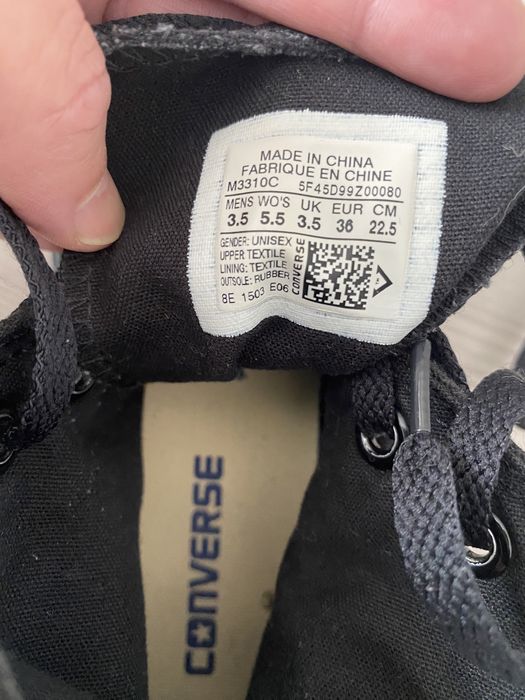 MADE IN CHINA
FABRIQUE EN CHINE
M3310C 5F45D99Z00080
MENS WO'S UK EUR CM
3.5 5.5 3.5 36 22.5
GENDER: UNISEX
UPPER TEXTILE
LINING: TEXTILE
OUTSOLE: RUBBER
8E 1503 E06
CONVERSE
CONVERSE